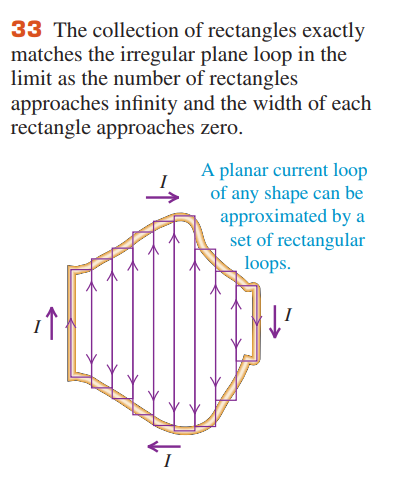 33 The collection of rectangles exactly
matches the irregular plane loop in the
limit as the number of rectangles
approaches infinity and the width of each
rectangle approaches zero.
A planar current loop
of any shape can be
approximated by a
set of rectangular
loops.
I
I
I
I